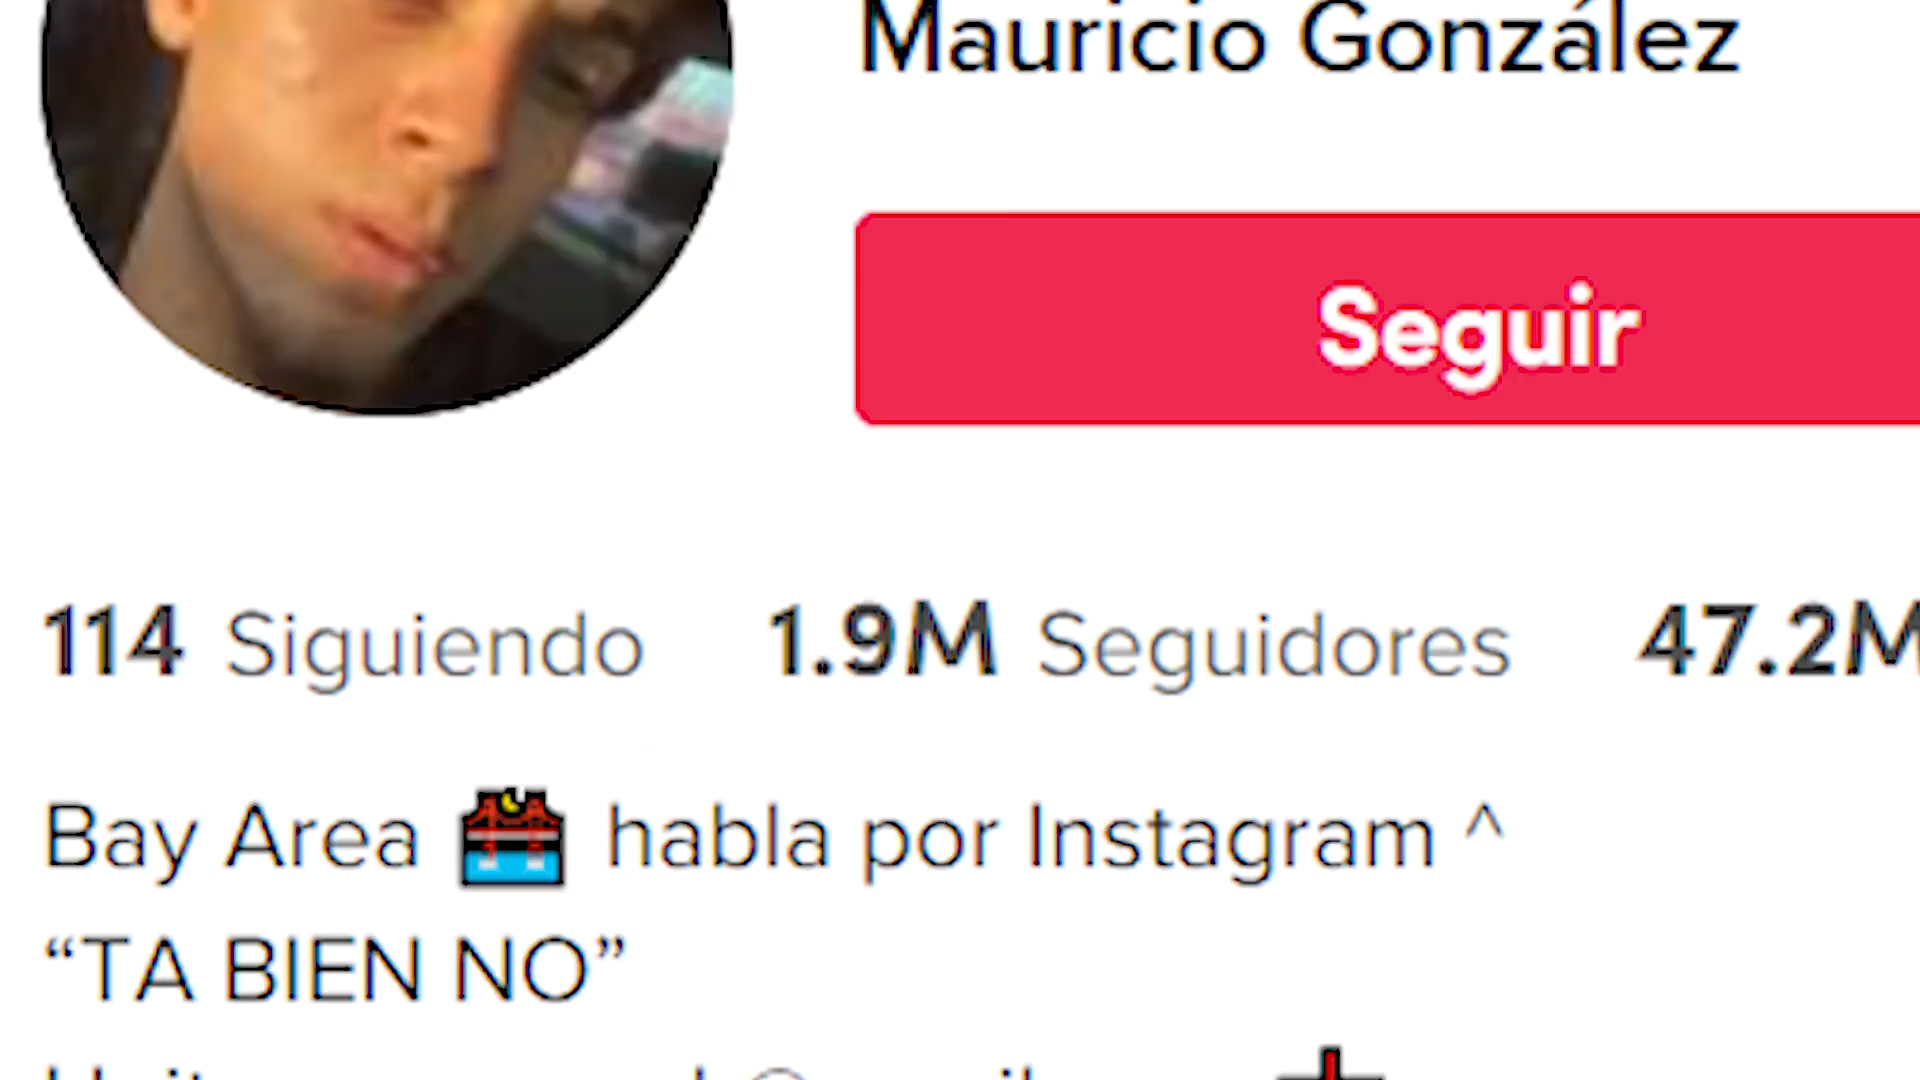 Mauricio González
Seguir
114 Siguiendo 1.9M Seguidores 47.2M
Bay Area habla por Instagram ^
“TA BIEN NO”